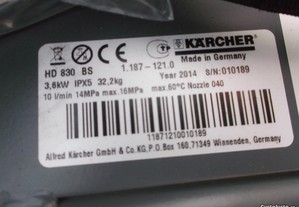 KÄRCHER
HD 830 BS
1.187-121.0
Made in Germany
3,6kW IPX5 32,2kg
Year 2014 S/N:010189
10 l/min 14MPa max.16MPa max.60°C Nozzle 040
11871210010189
Alfred Kärcher GmbH & Co.KG,P.O.Box 160,71349 Winnenden, Germany